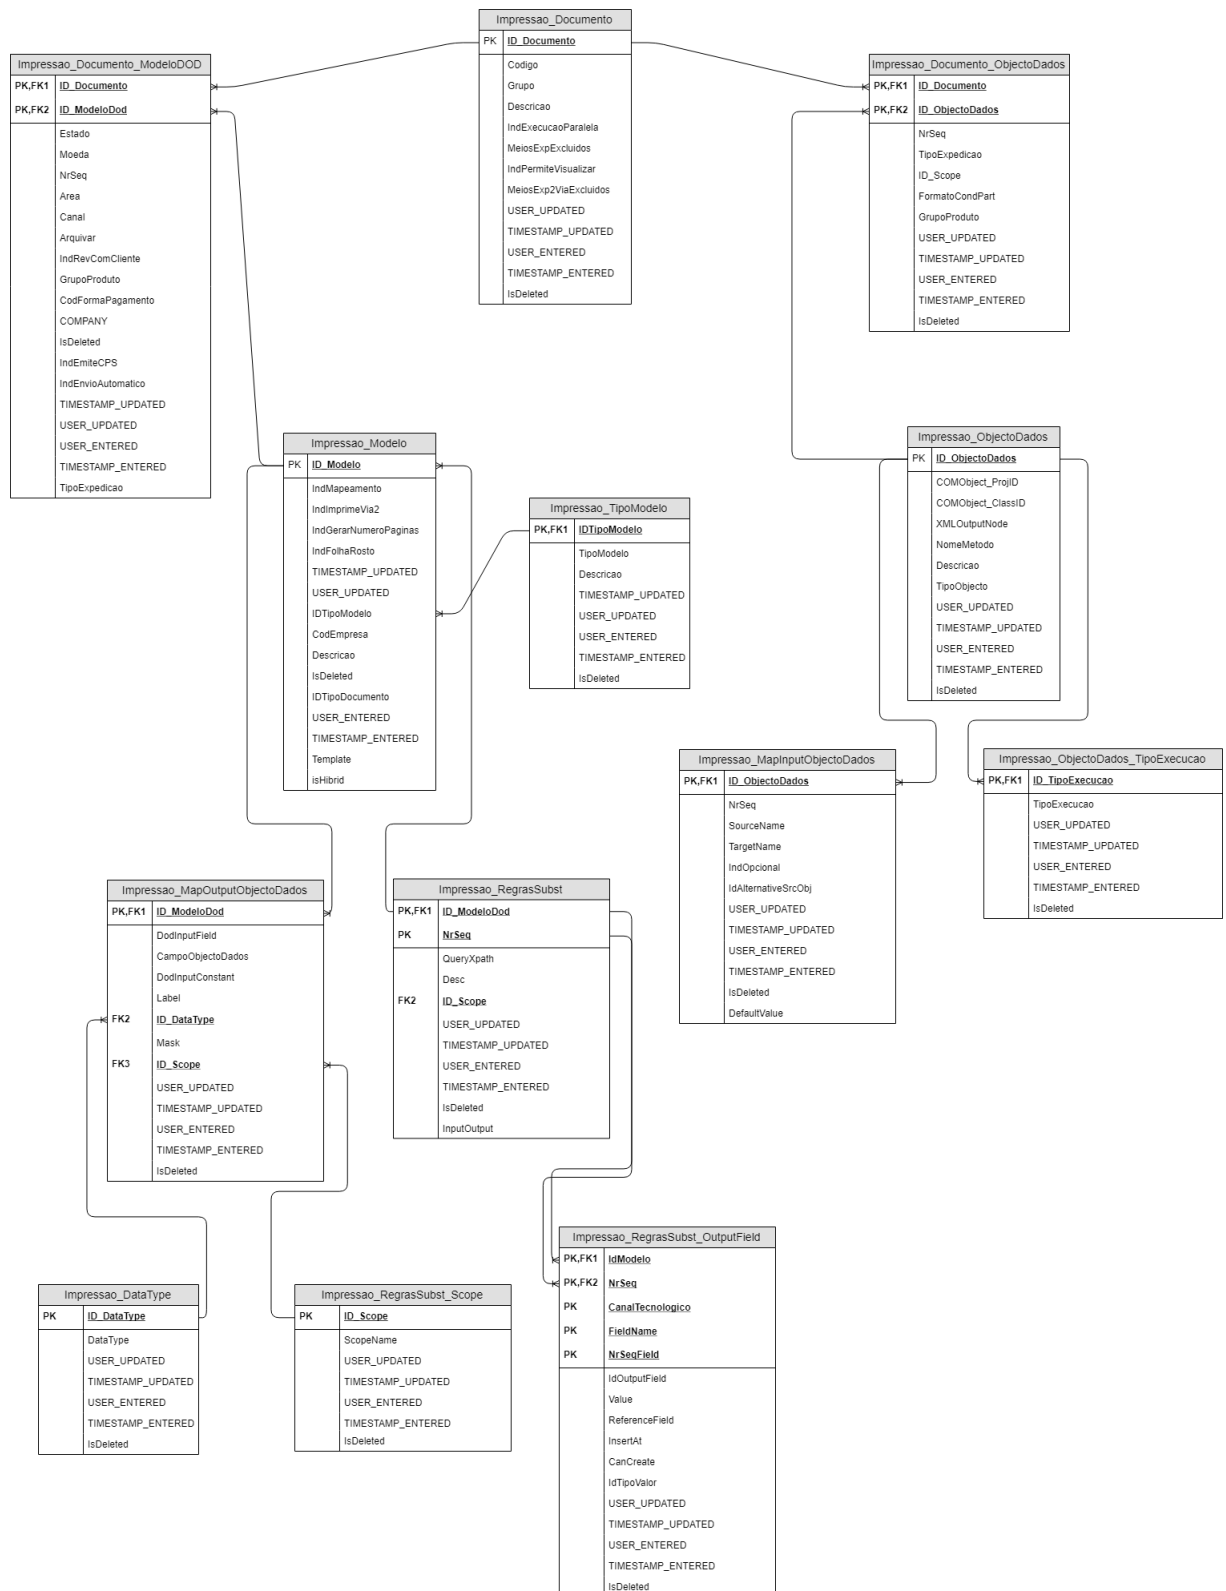 Impressao_Documento
PK ID_Documento
Codigo
Grupo
Descricao
IndExecucaoParalela
MeiosExpExcluidos
IndPermiteVisualizar
MeiosExp2ViaExcluidos
USER_UPDATED
TIMESTAMP_UPDATED
USER_ENTERED
TIMESTAMP_ENTERED
IsDeleted
Impressao_Documento_ModeloDOD
PK,FK1 ID_Documento
PK,FK2 ID_ModeloDod
Estado
Moeda
NrSeq
Area
Canal
Arquivar
IndRevComCliente
GrupoProduto
CodFormaPagamento
COMPANY
IsDeleted
IndEmiteCPS
IndEnvioAutomatico
TIMESTAMP_UPDATED
USER_UPDATED
USER_ENTERED
TIMESTAMP_ENTERED
TipoExpedicao
Impressao_Documento_ObjectoDados
PK,FK1 ID_Documento
PK,FK2 ID_ObjectoDados
NrSeq
TipoExpedicao
ID_Scope
FormatoCondPart
GrupoProduto
USER_UPDATED
TIMESTAMP_UPDATED
USER_ENTERED
TIMESTAMP_ENTERED
IsDeleted
Impressao_Modelo
PK ID_Modelo
IndMapeamento
IndImprimeVia2
IndGerarNumeroPaginas
IndFolhaRosto
TIMESTAMP_UPDATED
USER_UPDATED
IDTipoModelo
CodEmpresa
Descricao
IsDeleted
IDTipoDocumento
USER_ENTERED
TIMESTAMP_ENTERED
Template
isHibrid
Impressao_TipoModelo
PK,FK1 IDTipoModelo
TipoModelo
Descricao
TIMESTAMP_UPDATED
USER_UPDATED
USER_ENTERED
TIMESTAMP_ENTERED
IsDeleted
Impressao_ObjectoDados
PK ID_ObjectoDados
COMObject_ProjID
COMObject_ClassID
XMLOutputNode
NomeMetodo
Descricao
TipoObjecto
USER_UPDATED
TIMESTAMP_UPDATED
USER_ENTERED
TIMESTAMP_ENTERED
IsDeleted
Impressao_MapInputObjectoDados
PK,FK1 ID_ObjectoDados
NrSeq
SourceName
TargetName
IndOpcional
IdAlternativeSrcObj
USER_UPDATED
TIMESTAMP_UPDATED
USER_ENTERED
TIMESTAMP_ENTERED
IsDeleted
DefaultValue
Impressao_ObjectoDados_TipoExecucao
PK,FK1 ID_TipoExecucao
TipoExecucao
USER_UPDATED
TIMESTAMP_UPDATED
USER_ENTERED
TIMESTAMP_ENTERED
IsDeleted
Impressao_MapOutputObjectoDados
PK,FK1 ID_ModeloDod
DodInputField
CampoObjectoDados
DodInputConstant
Label
FK2 ID_DataType
Mask
FK3 ID_Scope
USER_UPDATED
TIMESTAMP_UPDATED
USER_ENTERED
TIMESTAMP_ENTERED
IsDeleted
Impressao_RegrasSubst
PK,FK1 ID_ModeloDod
PK NrSeq
QueryXpath
Desc
FK2 ID_Scope
USER_UPDATED
TIMESTAMP_UPDATED
USER_ENTERED
TIMESTAMP_ENTERED
IsDeleted
InputOutput
Impressao_DataType
PK ID_DataType
DataType
USER_UPDATED
TIMESTAMP_UPDATED
USER_ENTERED
TIMESTAMP_ENTERED
IsDeleted
Impressao_RegrasSubst_Scope
PK ID_Scope
ScopeName
USER_UPDATED
TIMESTAMP_UPDATED
USER_ENTERED
TIMESTAMP_ENTERED
IsDeleted
Impressao_RegrasSubst_OutputField
PK,FK1 IdModelo
PK,FK2 NrSeq
PK CanalTecnologico
PK FieldName
PK NrSeqField
IdOutputField
Value
ReferenceField
InsertAt
CanCreate
IdTipoValor
USER_UPDATED
TIMESTAMP_UPDATED
USER_ENTERED
TIMESTAMP_ENTERED
IsDeleted